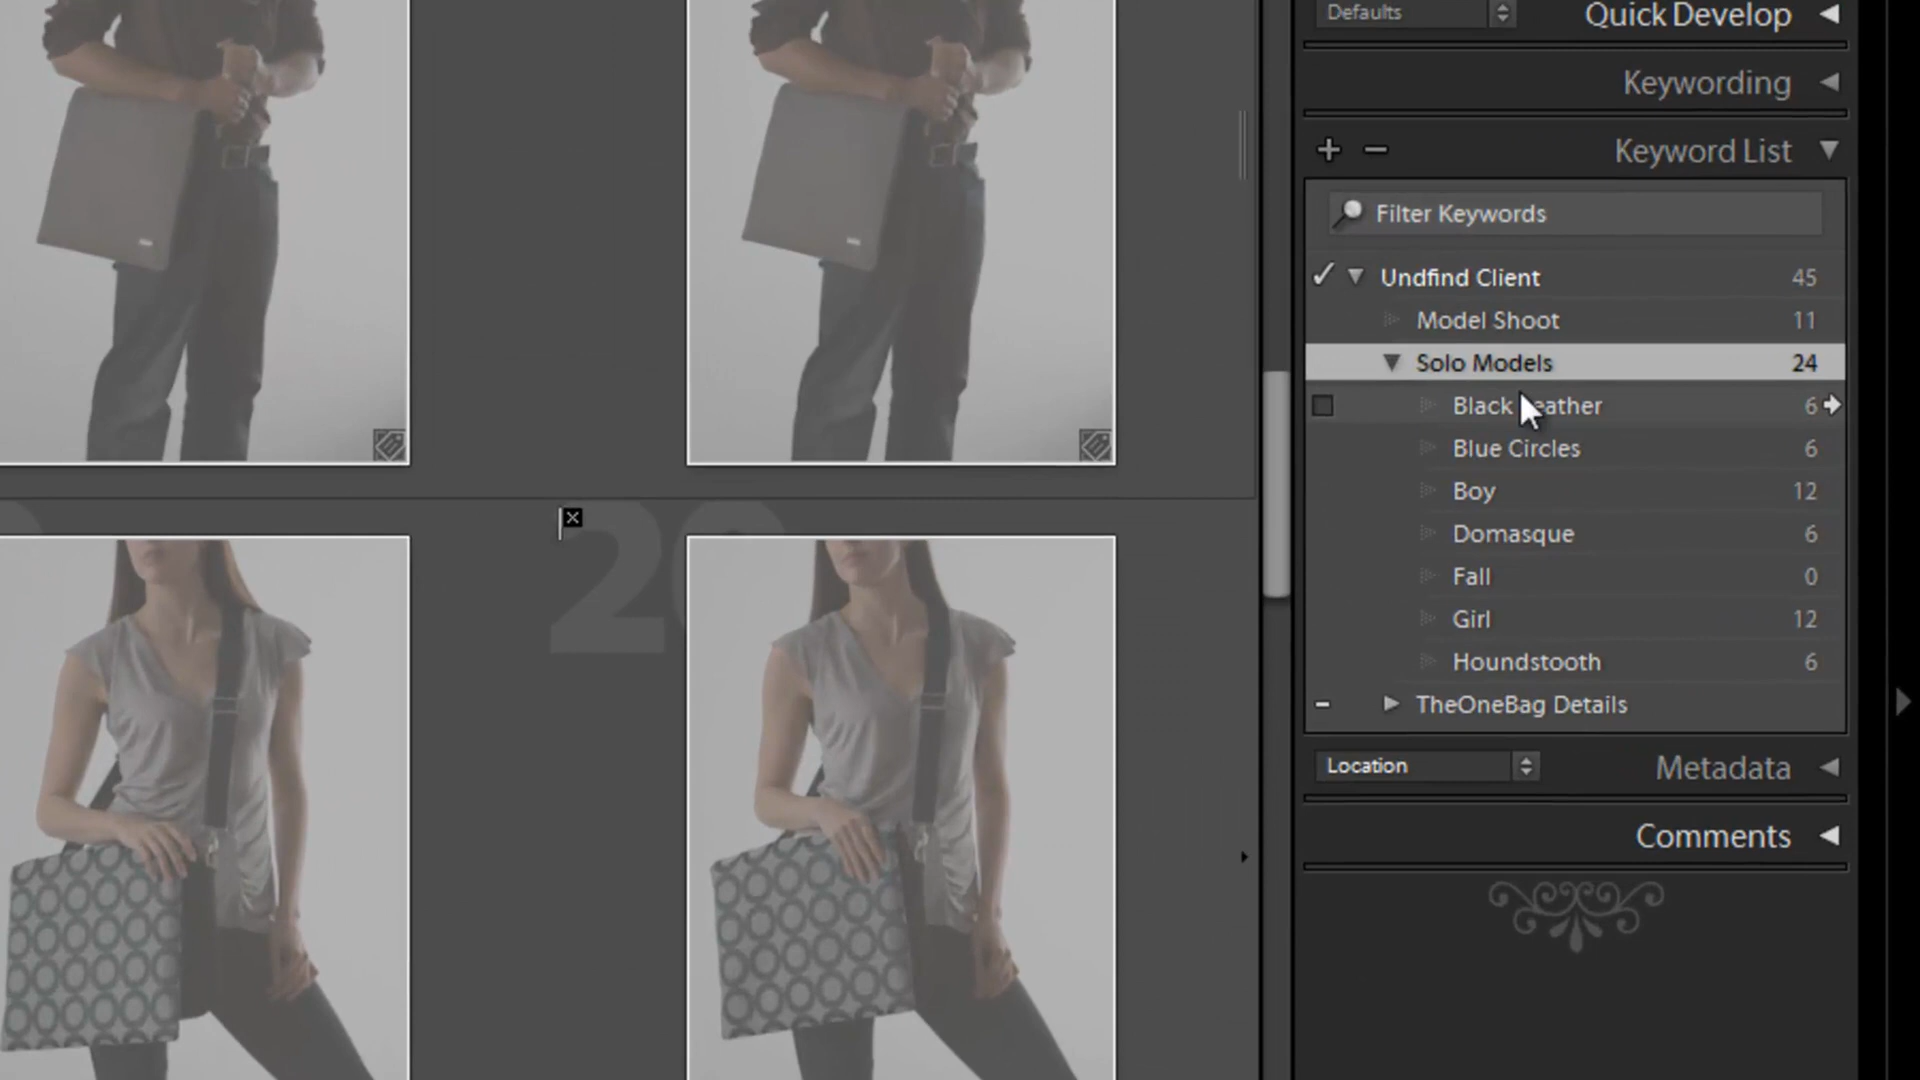 Defaults
Quick Develop
Keywording
Keyword List
Filter Keywords
Undfind Client 45
Model Shoot 11
Solo Models 24
Black Leather 6
Blue Circles 6
Boy 12
Domasque 6
Fall 0
Girl 12
Houndstooth 6
TheOneBag Details
Location
Metadata
Comments